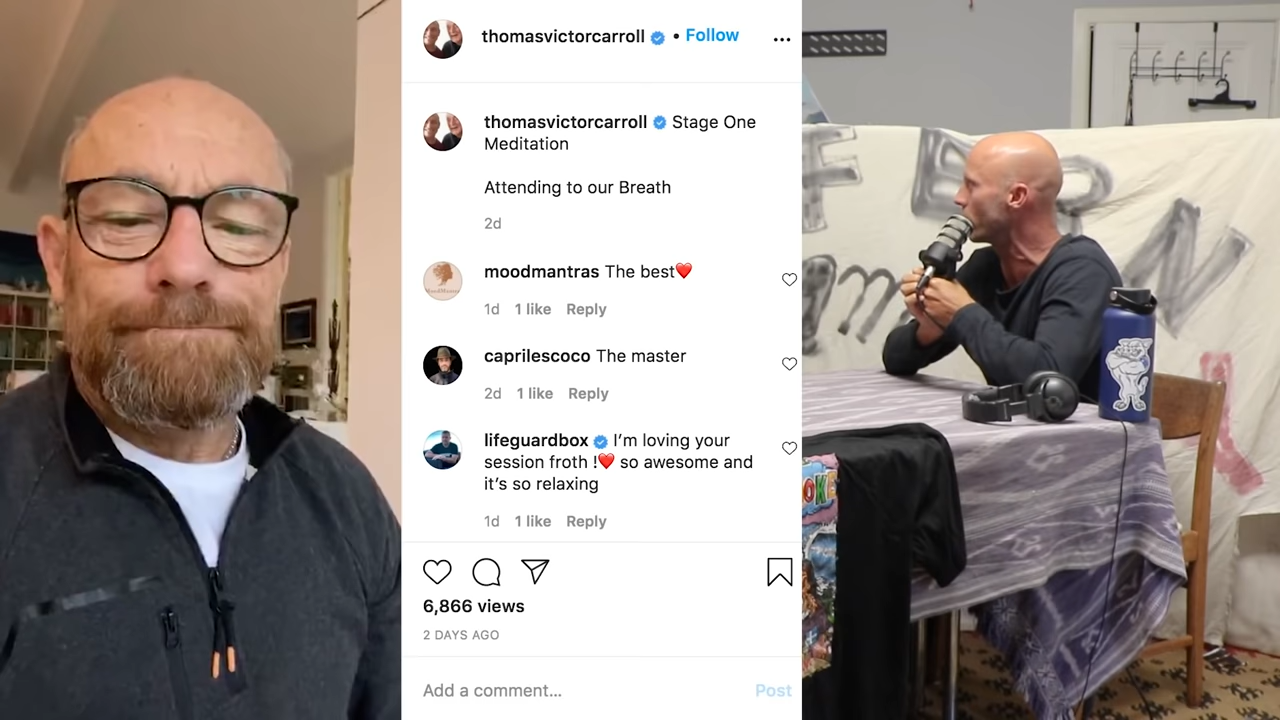 thomasvictorcarroll • Follow
thomasvictorcarroll Stage One
Meditation
Attending to our Breath
2d
moodmantras The best❤️
1d 1 like Reply
caprilescoco The master
2d 1 like Reply
lifeguardbox I’m loving your
session froth !❤️ so awesome and
it’s so relaxing
1d 1 like Reply
6,866 views
2 DAYS AGO
Add a comment... Post